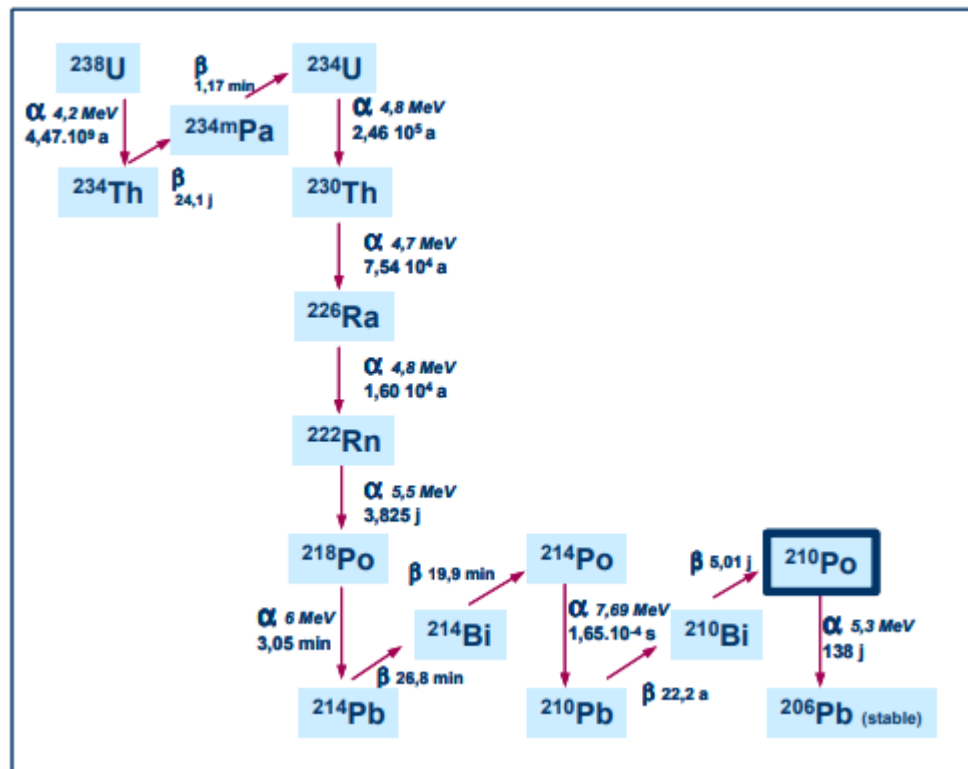 ²³⁸U
β
1,17 min
²³⁴U
α 4,2 MeV
4,47.10⁹ a
²³⁴ᵐPa
α 4,8 MeV
2,46 10⁵ a
²³⁴Th
β
24,1 j
²³⁰Th
α 4,7 MeV
7,54 10⁴ a
²²⁶Ra
α 4,8 MeV
1,60 10⁴ a
²²²Rn
α 5,5 MeV
3,825 j
²¹⁸Po
β 19,9 min
²¹⁴Po
β 5,01 j
²¹⁰Po
α 6 MeV
3,05 min
²¹⁴Bi
α 7,69 MeV
1,65.10⁻⁴ s
²¹⁰Bi
α 5,3 MeV
138 j
²¹⁴Pb
β 26,8 min
²¹⁰Pb
β 22,2 a
²⁰⁶Pb (stable)